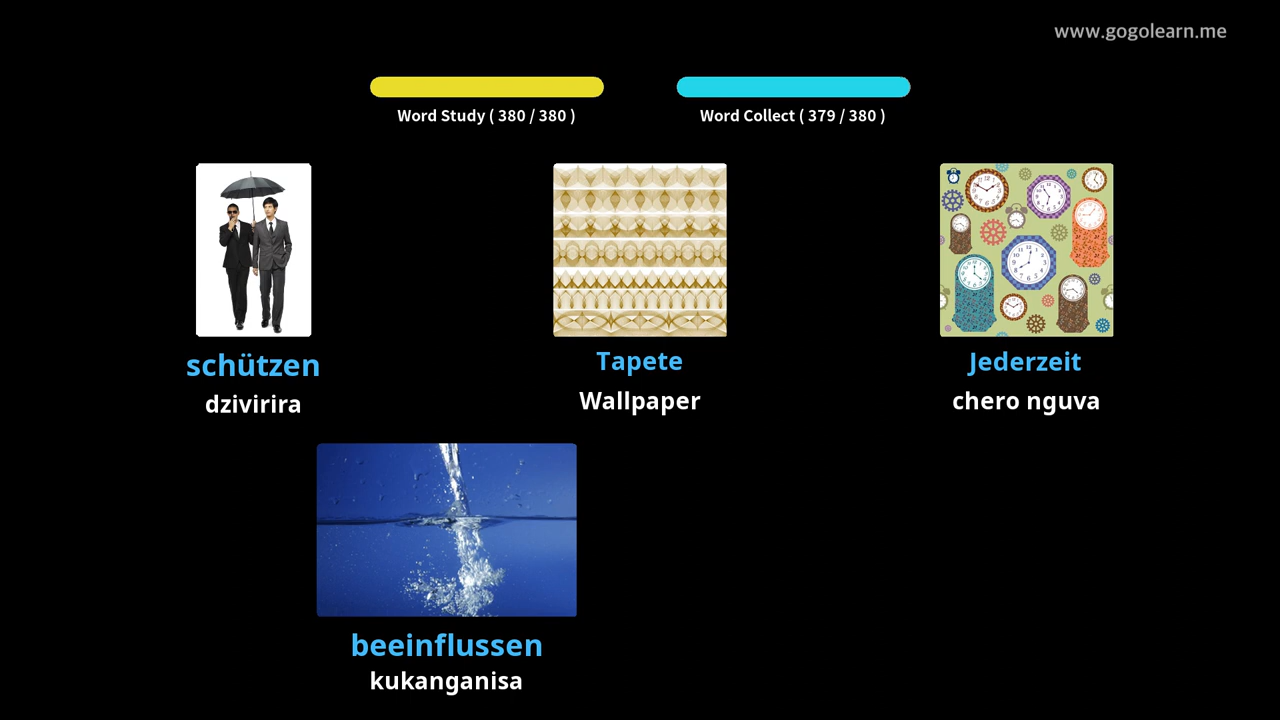 www.gogolearn.me
Word Study ( 380 / 380 )
Word Collect ( 379 / 380 )
schützen
dzivirira
Tapete
Wallpaper
Jederzeit
chero nguva
beeinflussen
kukanganisa